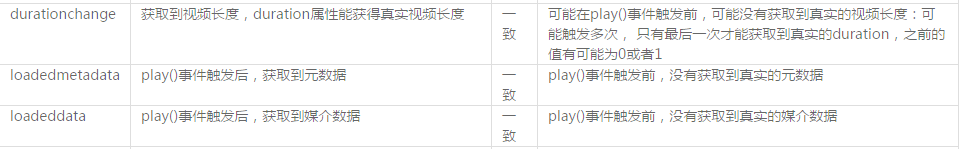 durationchange 获取到视频长度，duration属性能获得真实视频长度 一致 可能在play()事件触发前，可能没有获取到真实的视频长度：可
能触发多次， 只有最后一次才能获取到真实的duration，之前的
值有可能为0或者1
loadedmetadata play()事件触发后，获取到元数据 一致 play()事件触发前，没有获取到真实的元数据
loadeddata play()事件触发后，获取到媒介数据 一致 play()事件触发前，没有获取到真实的媒介数据